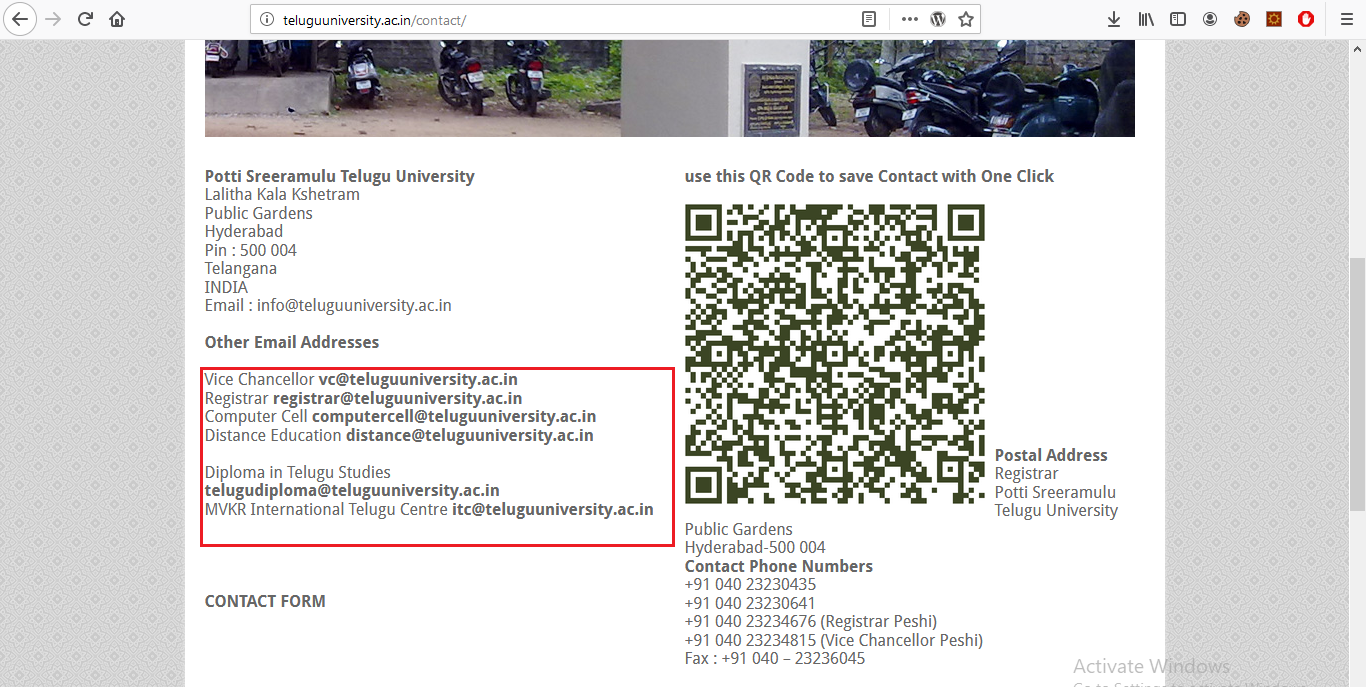 teluguuniversity.ac.in/contact/
Potti Sreeramulu Telugu University
Lalitha Kala Kshetram
Public Gardens
Hyderabad
Pin : 500 004
Telangana
INDIA
Email : info@teluguuniversity.ac.in
Other Email Addresses
Vice Chancellor vc@teluguuniversity.ac.in
Registrar registrar@teluguuniversity.ac.in
Computer Cell computercell@teluguuniversity.ac.in
Distance Education distance@teluguuniversity.ac.in
Diploma in Telugu Studies
telugudiploma@teluguuniversity.ac.in
MVKR International Telugu Centre itc@teluguuniversity.ac.in
CONTACT FORM
use this QR Code to save Contact with One Click
Postal Address
Registrar
Potti Sreeramulu
Telugu University
Public Gardens
Hyderabad-500 004
Contact Phone Numbers
+91 040 23230435
+91 040 23230641
+91 040 23234676 (Registrar Peshi)
+91 040 23234815 (Vice Chancellor Peshi)
Fax : +91 040 – 23236045
Activate Windows